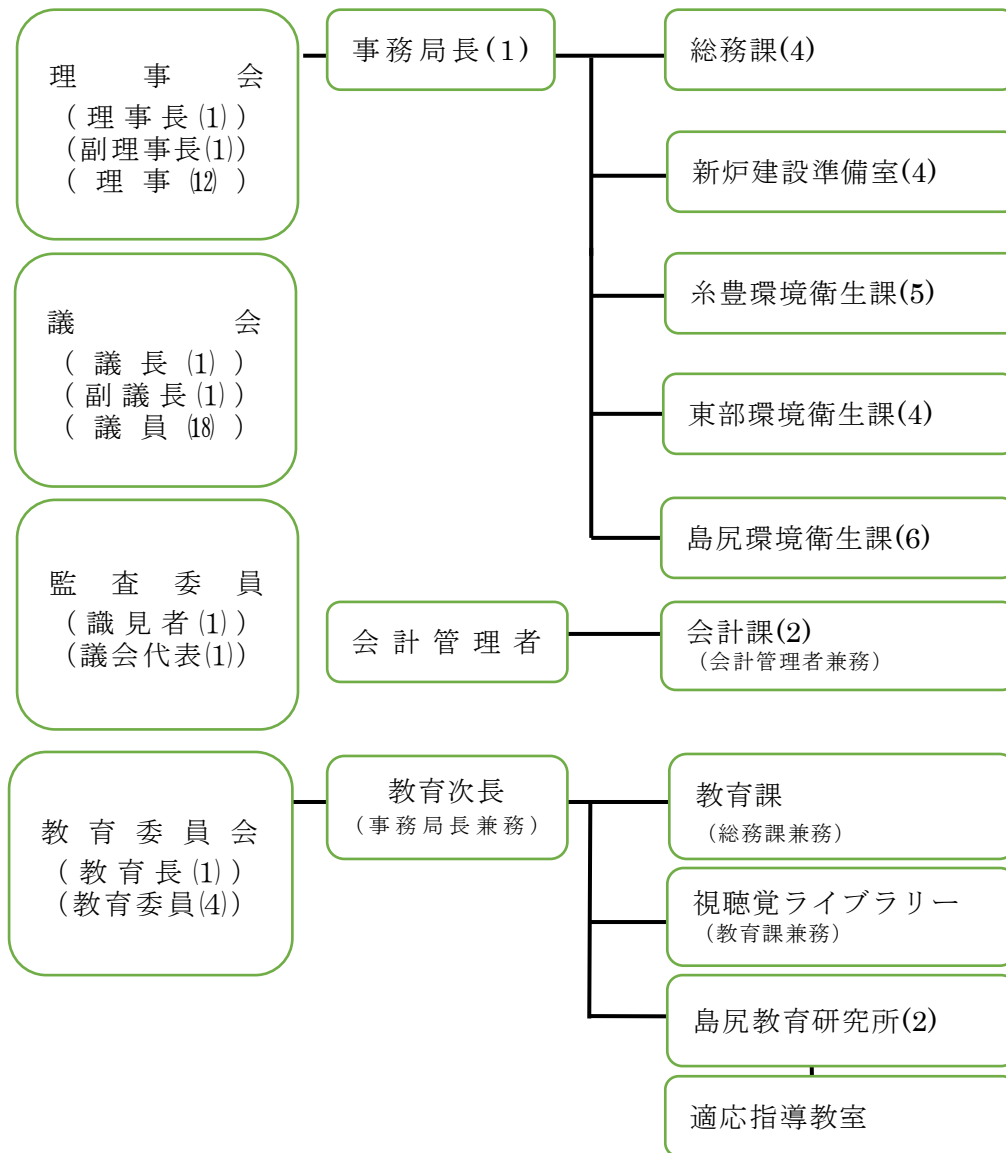 理事会
(理事長(1))
(副理事長(1))
(理事(12))
事務局長(1)
総務課(4)
新炉建設準備室(4)
糸豊環境衛生課(5)
東部環境衛生課(4)
島尻環境衛生課(6)
議会
(議長(1))
(副議長(1))
(議員(18))
監査委員
(識見者(1))
(議会代表(1))
会計管理者
会計課(2)
(会計管理者兼務)
教育委員会
(教育長(1))
(教育委員(4))
教育次長
(事務局長兼務)
教育課
(総務課兼務)
視聴覚ライブラリー
(教育課兼務)
島尻教育研究所(2)
適応指導教室